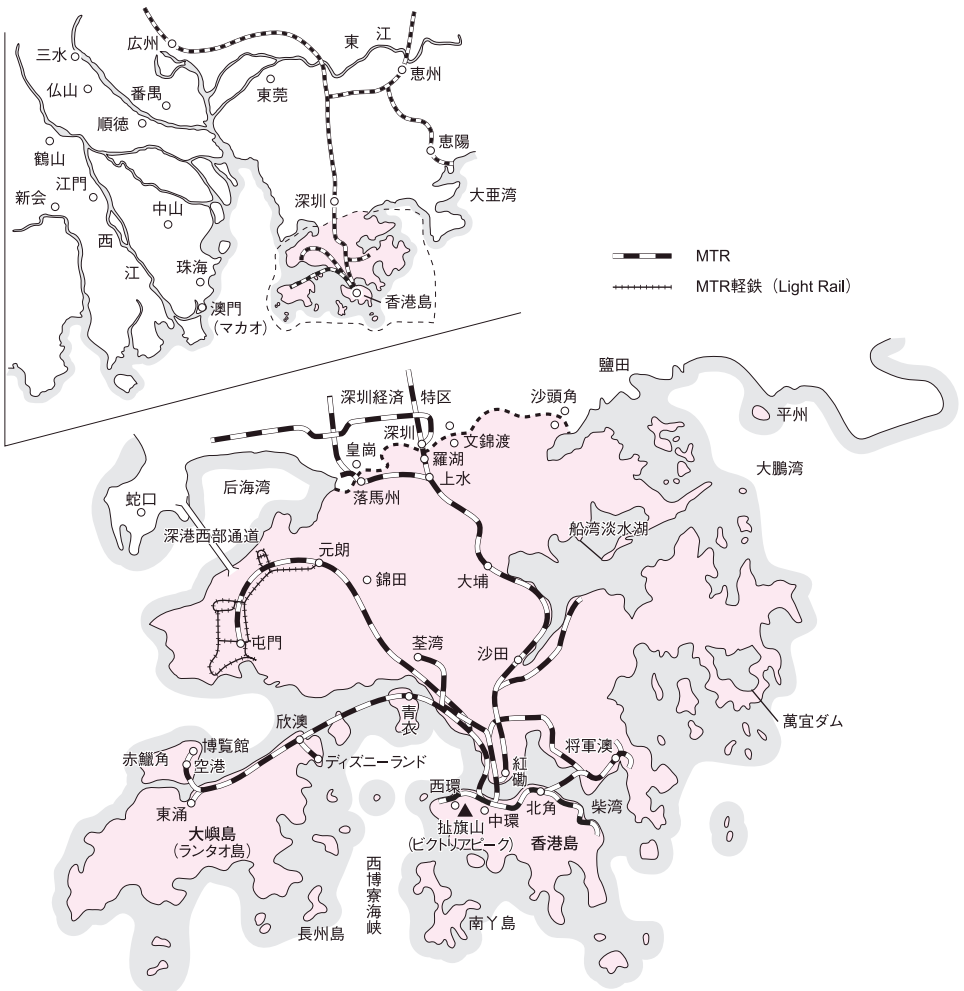 広州
東江
三水
恵州
仏山
番禺
東莞
順徳
鶴山
恵陽
江門
新会
深圳
大亜湾
中山
西江
珠海
香港島
澳門
（マカオ）
MTR
MTR軽鉄（Light Rail）
鹽田
深圳経済特区
沙頭角
平州
深圳
文錦渡
皇崗
羅湖
大鵬湾
上水
落馬州
后海湾
蛇口
深港西部通道
船湾淡水湖
元朗
錦田
大埔
屯門
荃湾
沙田
青衣
萬宜ダム
欣澳
博覧館
赤鱲角
空港
ディズニーランド
将軍澳
紅磡
西環
東涌
中環
北角
柴湾
大嶼島
（ランタオ島）
扯旗山
（ビクトリアピーク）
香港島
西博寮海峡
長州島
南丫島